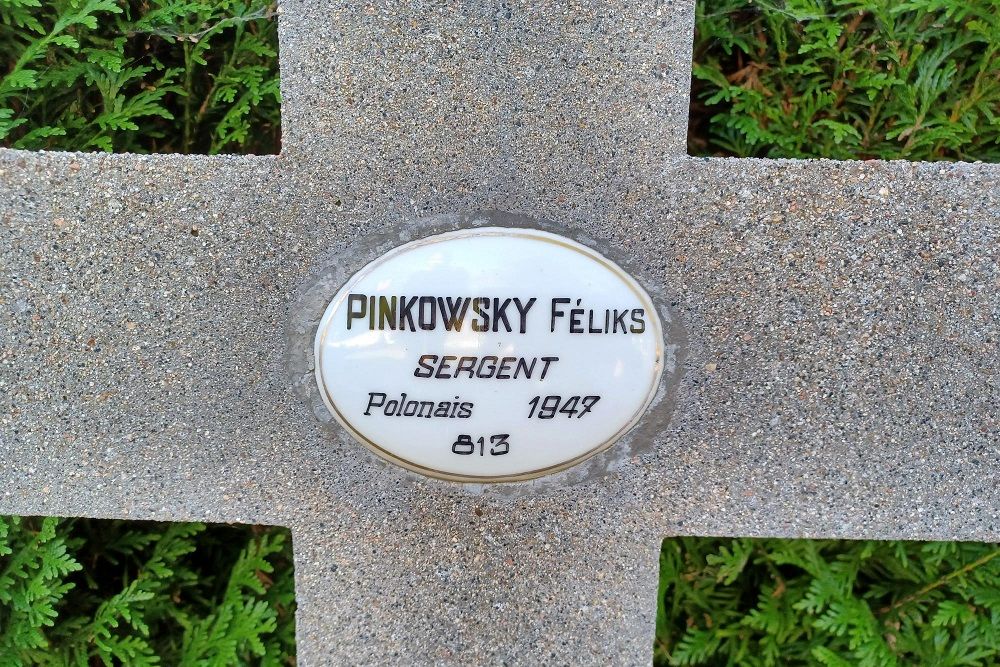 PINKOWSKY FÉLIKS
SERGENT
Polonais 1947
813